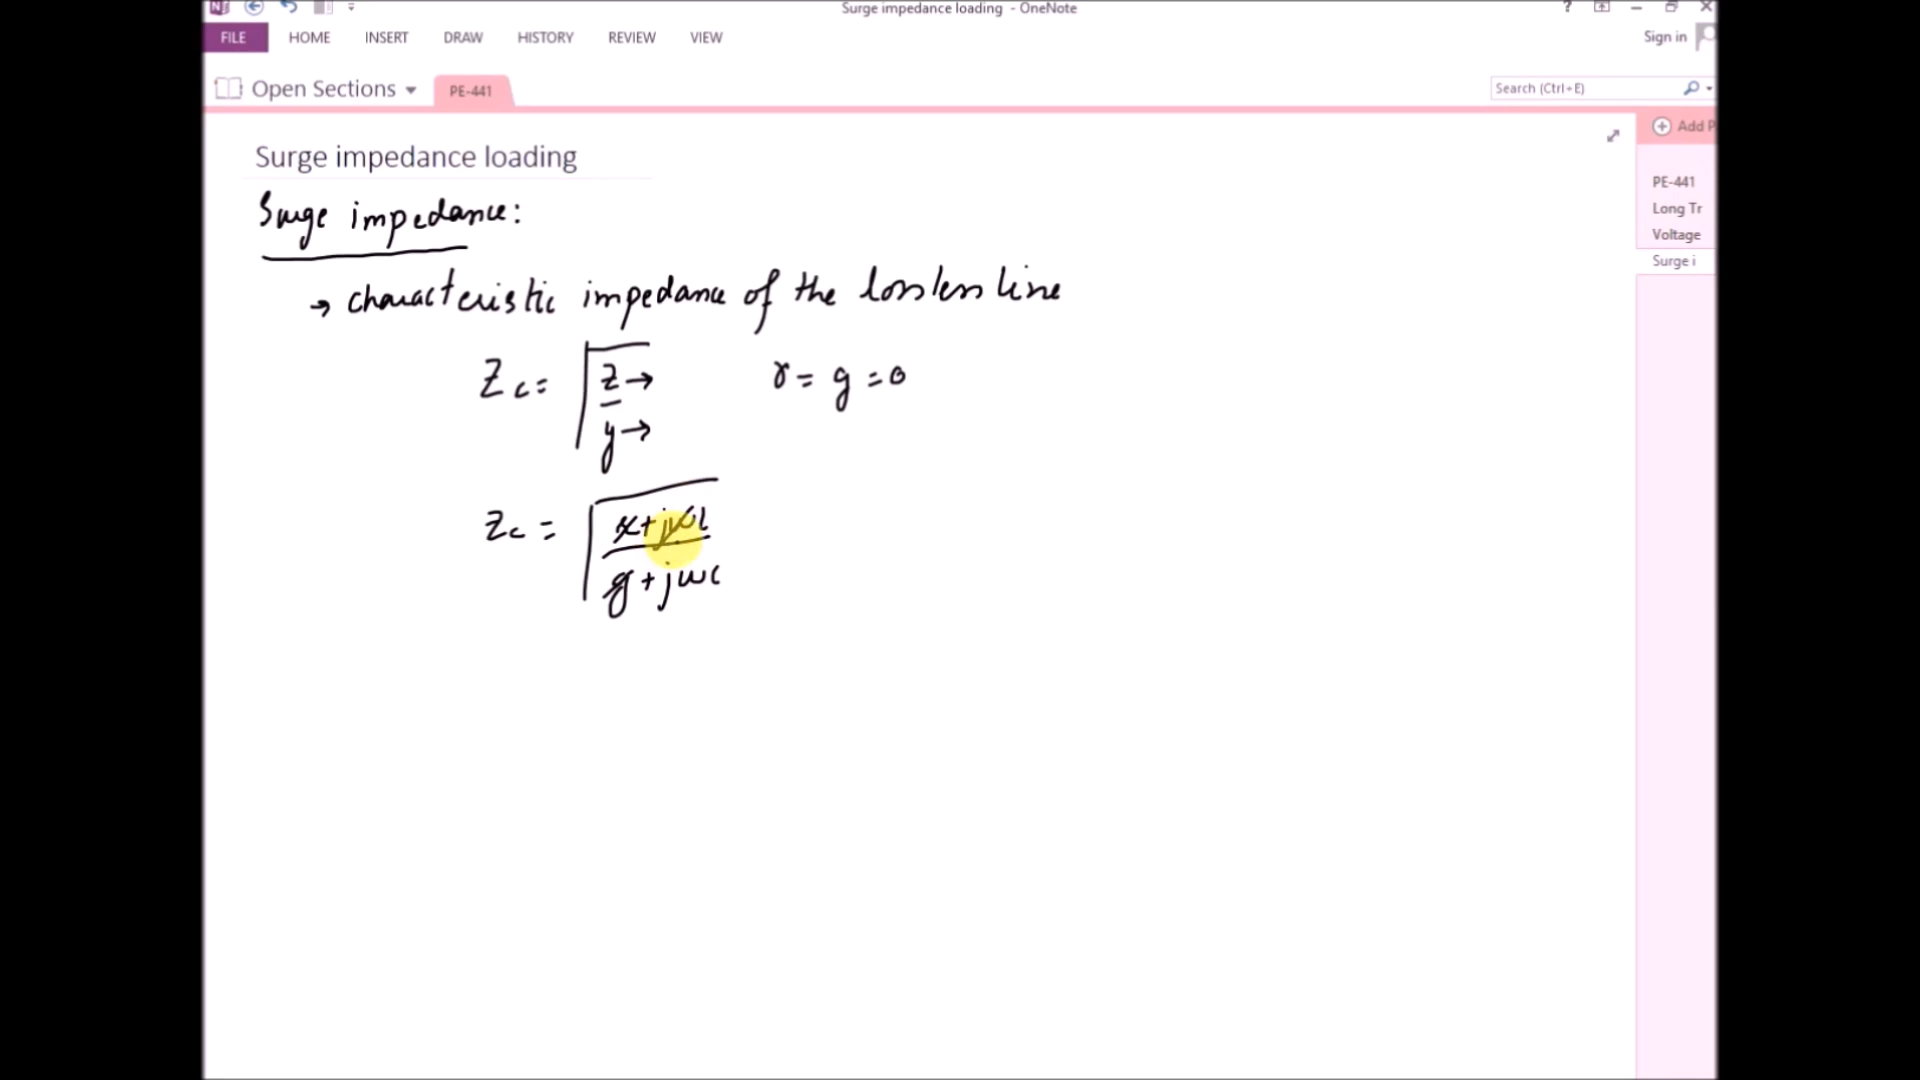 Surge impedance loading - OneNote
FILE HOME INSERT DRAW HISTORY REVIEW VIEW
Sign in
Open Sections PE-441
Search (Ctrl+E)
Add P
Surge impedance loading
PE-441
Long Tr
Voltage
Surge i
Surge impedance:
→ characteristic impedance of the lossless line
Zc = √(z→ / y→) r = g = 0
Zc = √(r+jωl / g+jωc)